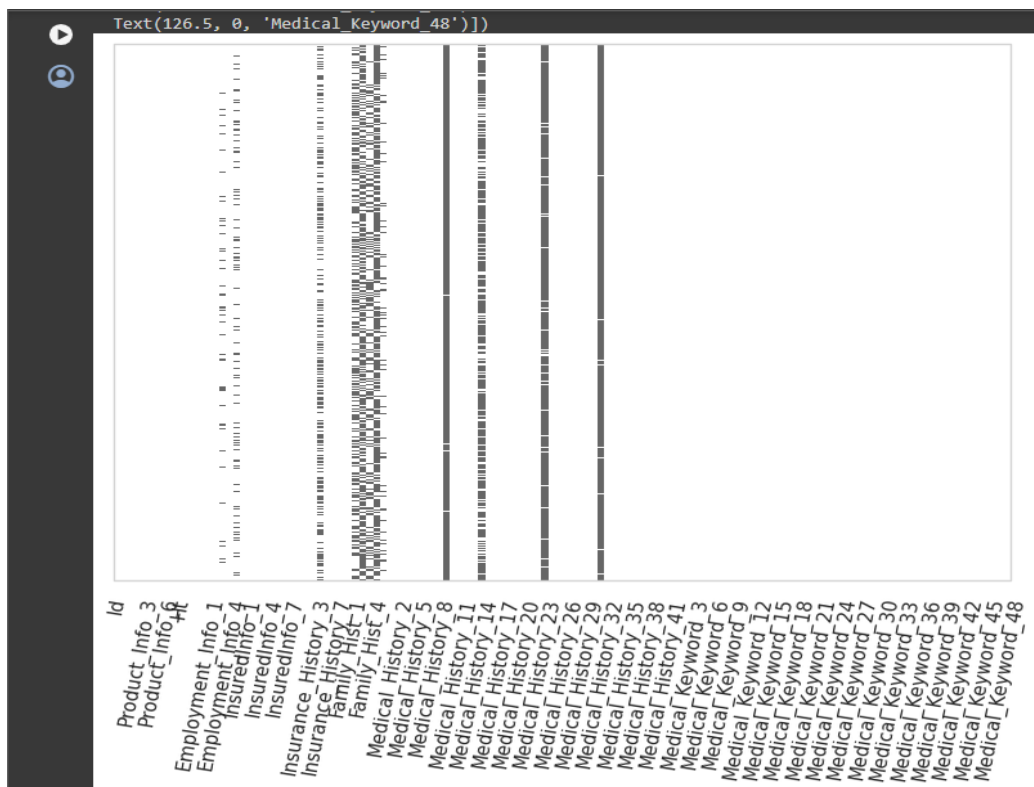 Text(126.5, 0, 'Medical_Keyword_48')])
Id
Product_Info_3
Product_Info_6
Ht
Employment_Info_1
Employment_Info_4
InsuredInfo_1
InsuredInfo_4
InsuredInfo_7
Insurance_History_3
Insurance_History_7
Family_Hist_1
Family_Hist_4
Medical_History_2
Medical_History_5
Medical_History_8
Medical_History_11
Medical_History_14
Medical_History_17
Medical_History_20
Medical_History_23
Medical_History_26
Medical_History_29
Medical_History_32
Medical_History_35
Medical_History_38
Medical_History_41
Medical_Keyword_3
Medical_Keyword_6
Medical_Keyword_9
Medical_Keyword_12
Medical_Keyword_15
Medical_Keyword_18
Medical_Keyword_21
Medical_Keyword_24
Medical_Keyword_27
Medical_Keyword_30
Medical_Keyword_33
Medical_Keyword_36
Medical_Keyword_39
Medical_Keyword_42
Medical_Keyword_45
Medical_Keyword_48